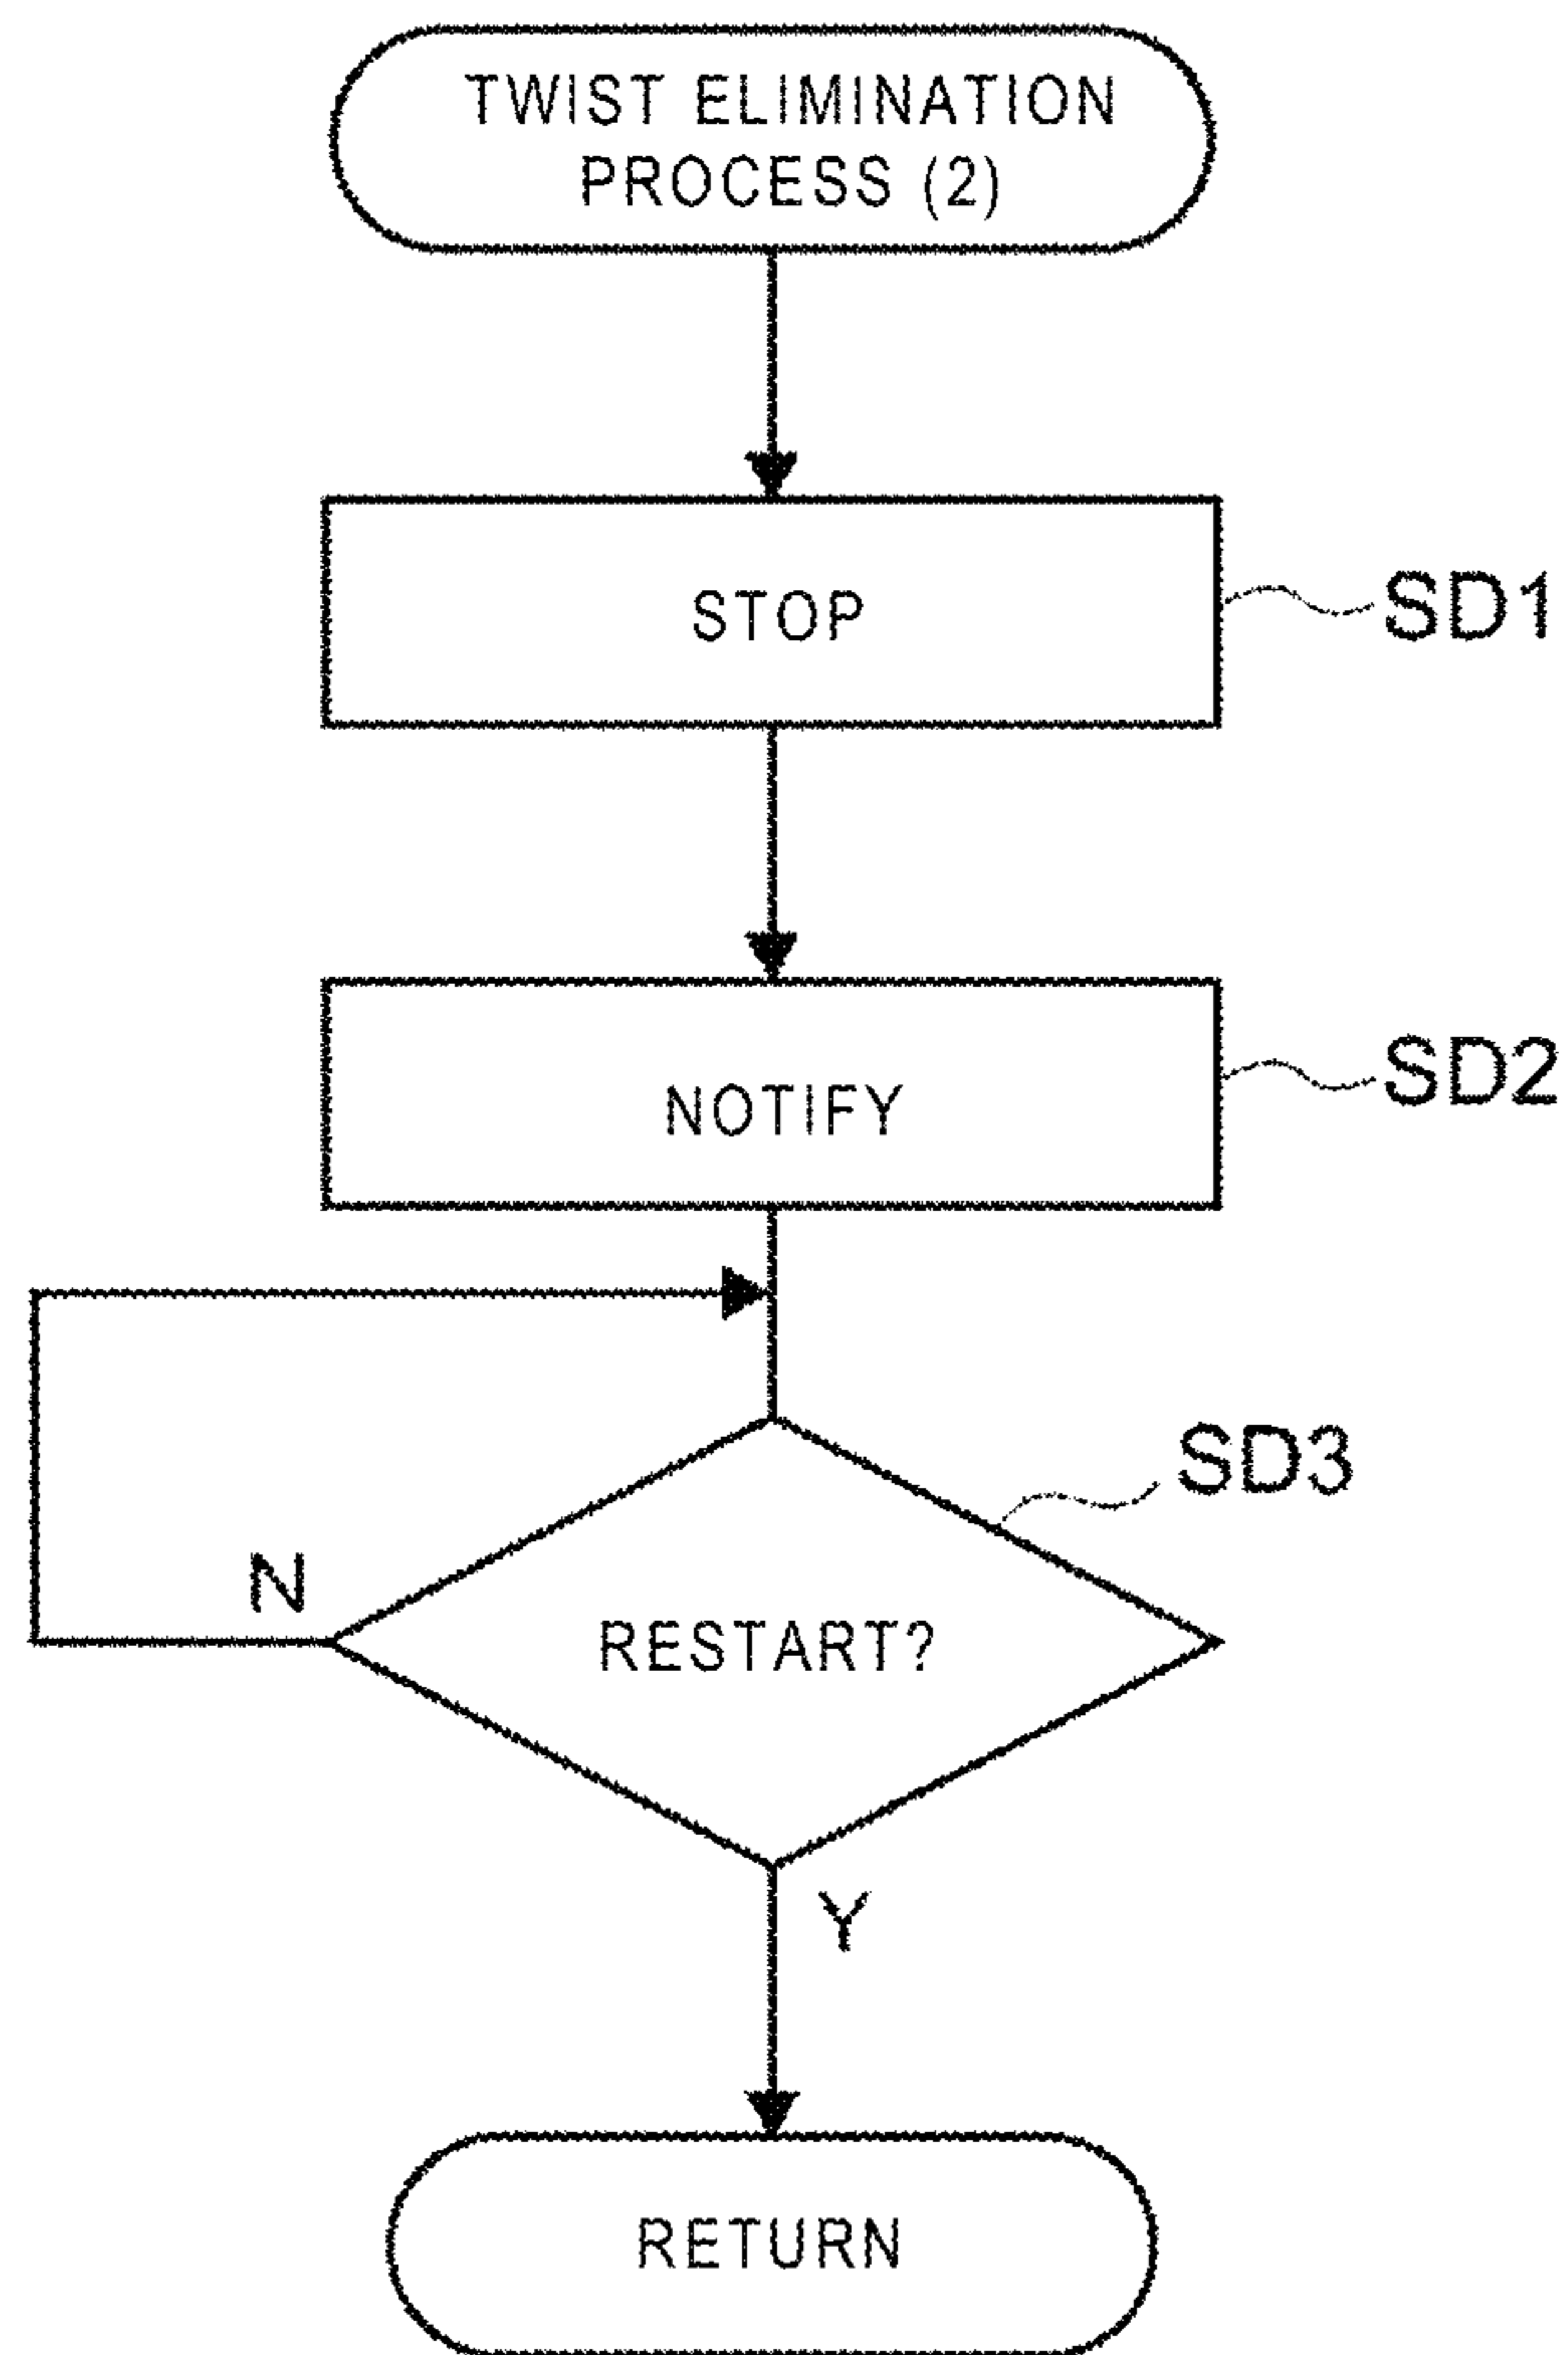 TWIST ELIMINATION
PROCESS (2)
STOP
SD1
NOTIFY
SD2
SD3
N
RESTART?
Y
RETURN